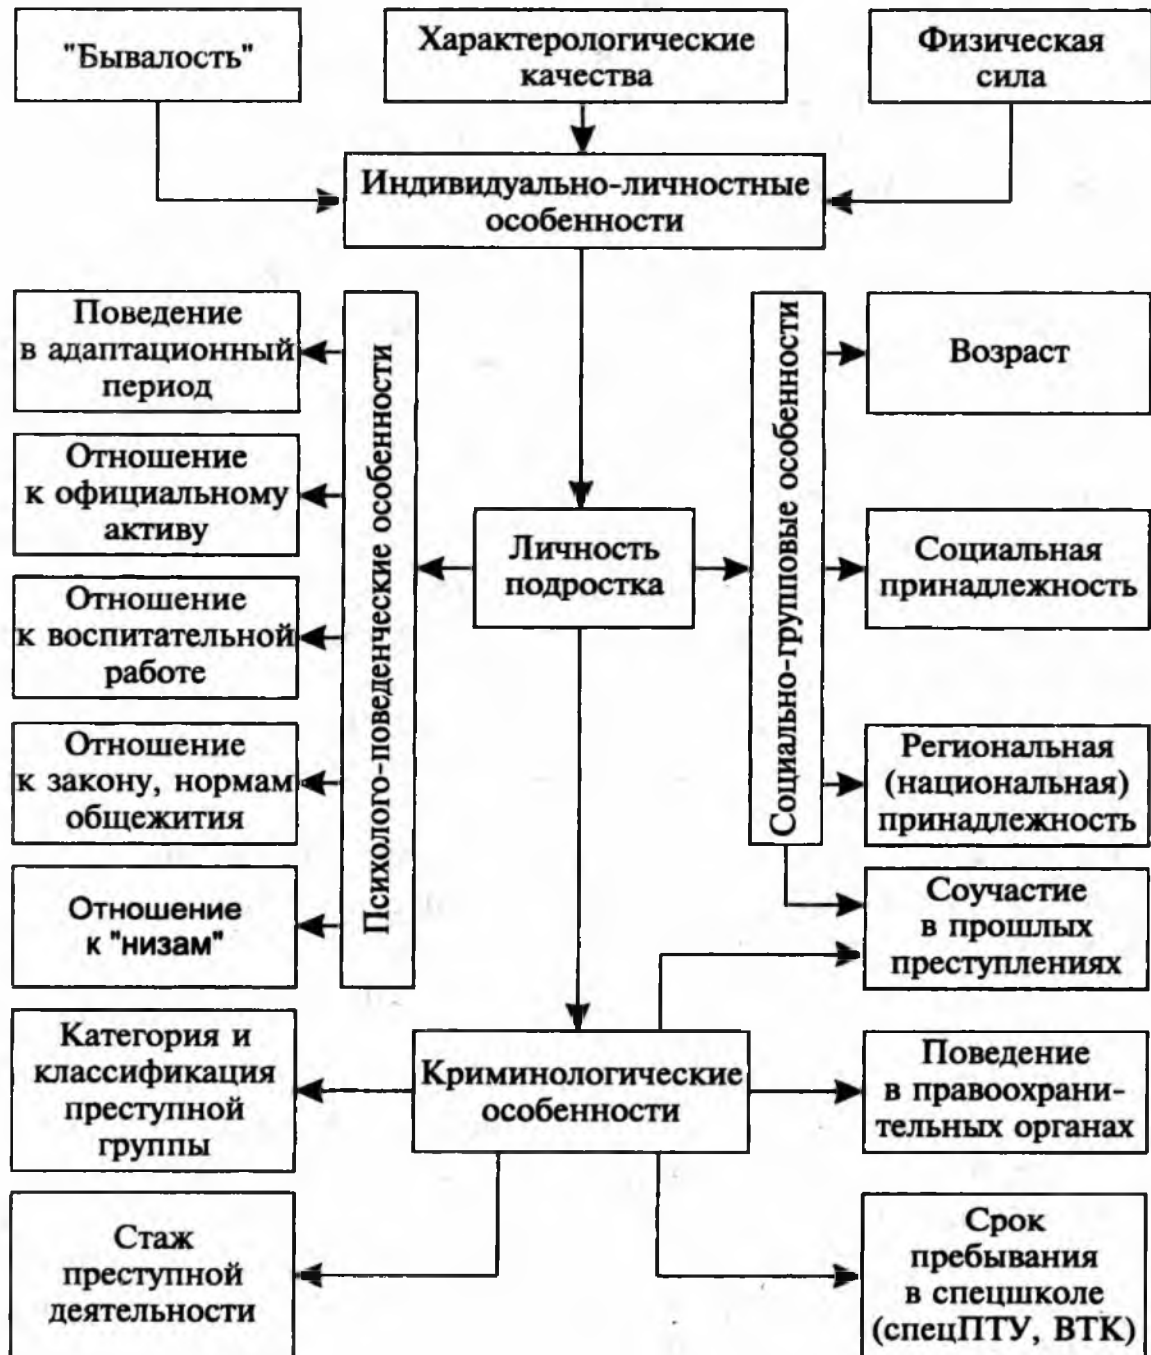 "Бывалость"
Характерологические
качества
Физическая
сила
Индивидуально-личностные
особенности
Поведение
в адаптационный
период
Отношение
к официальному
активу
Отношение
к воспитательной
работе
Отношение
к закону, нормам
общежития
Отношение
к "низам"
Психолого-поведенческие особенности
Личность
подростка
Социально-групповые особенности
Возраст
Социальная
принадлежность
Региональная
(национальная)
принадлежность
Соучастие
в прошлых
преступлениях
Категория и
классификация
преступной
группы
Криминологические
особенности
Поведение
в правоохрани-
тельных органах
Стаж
преступной
деятельности
Срок
пребывания
в спецшколе
(спецПТУ, ВТК)